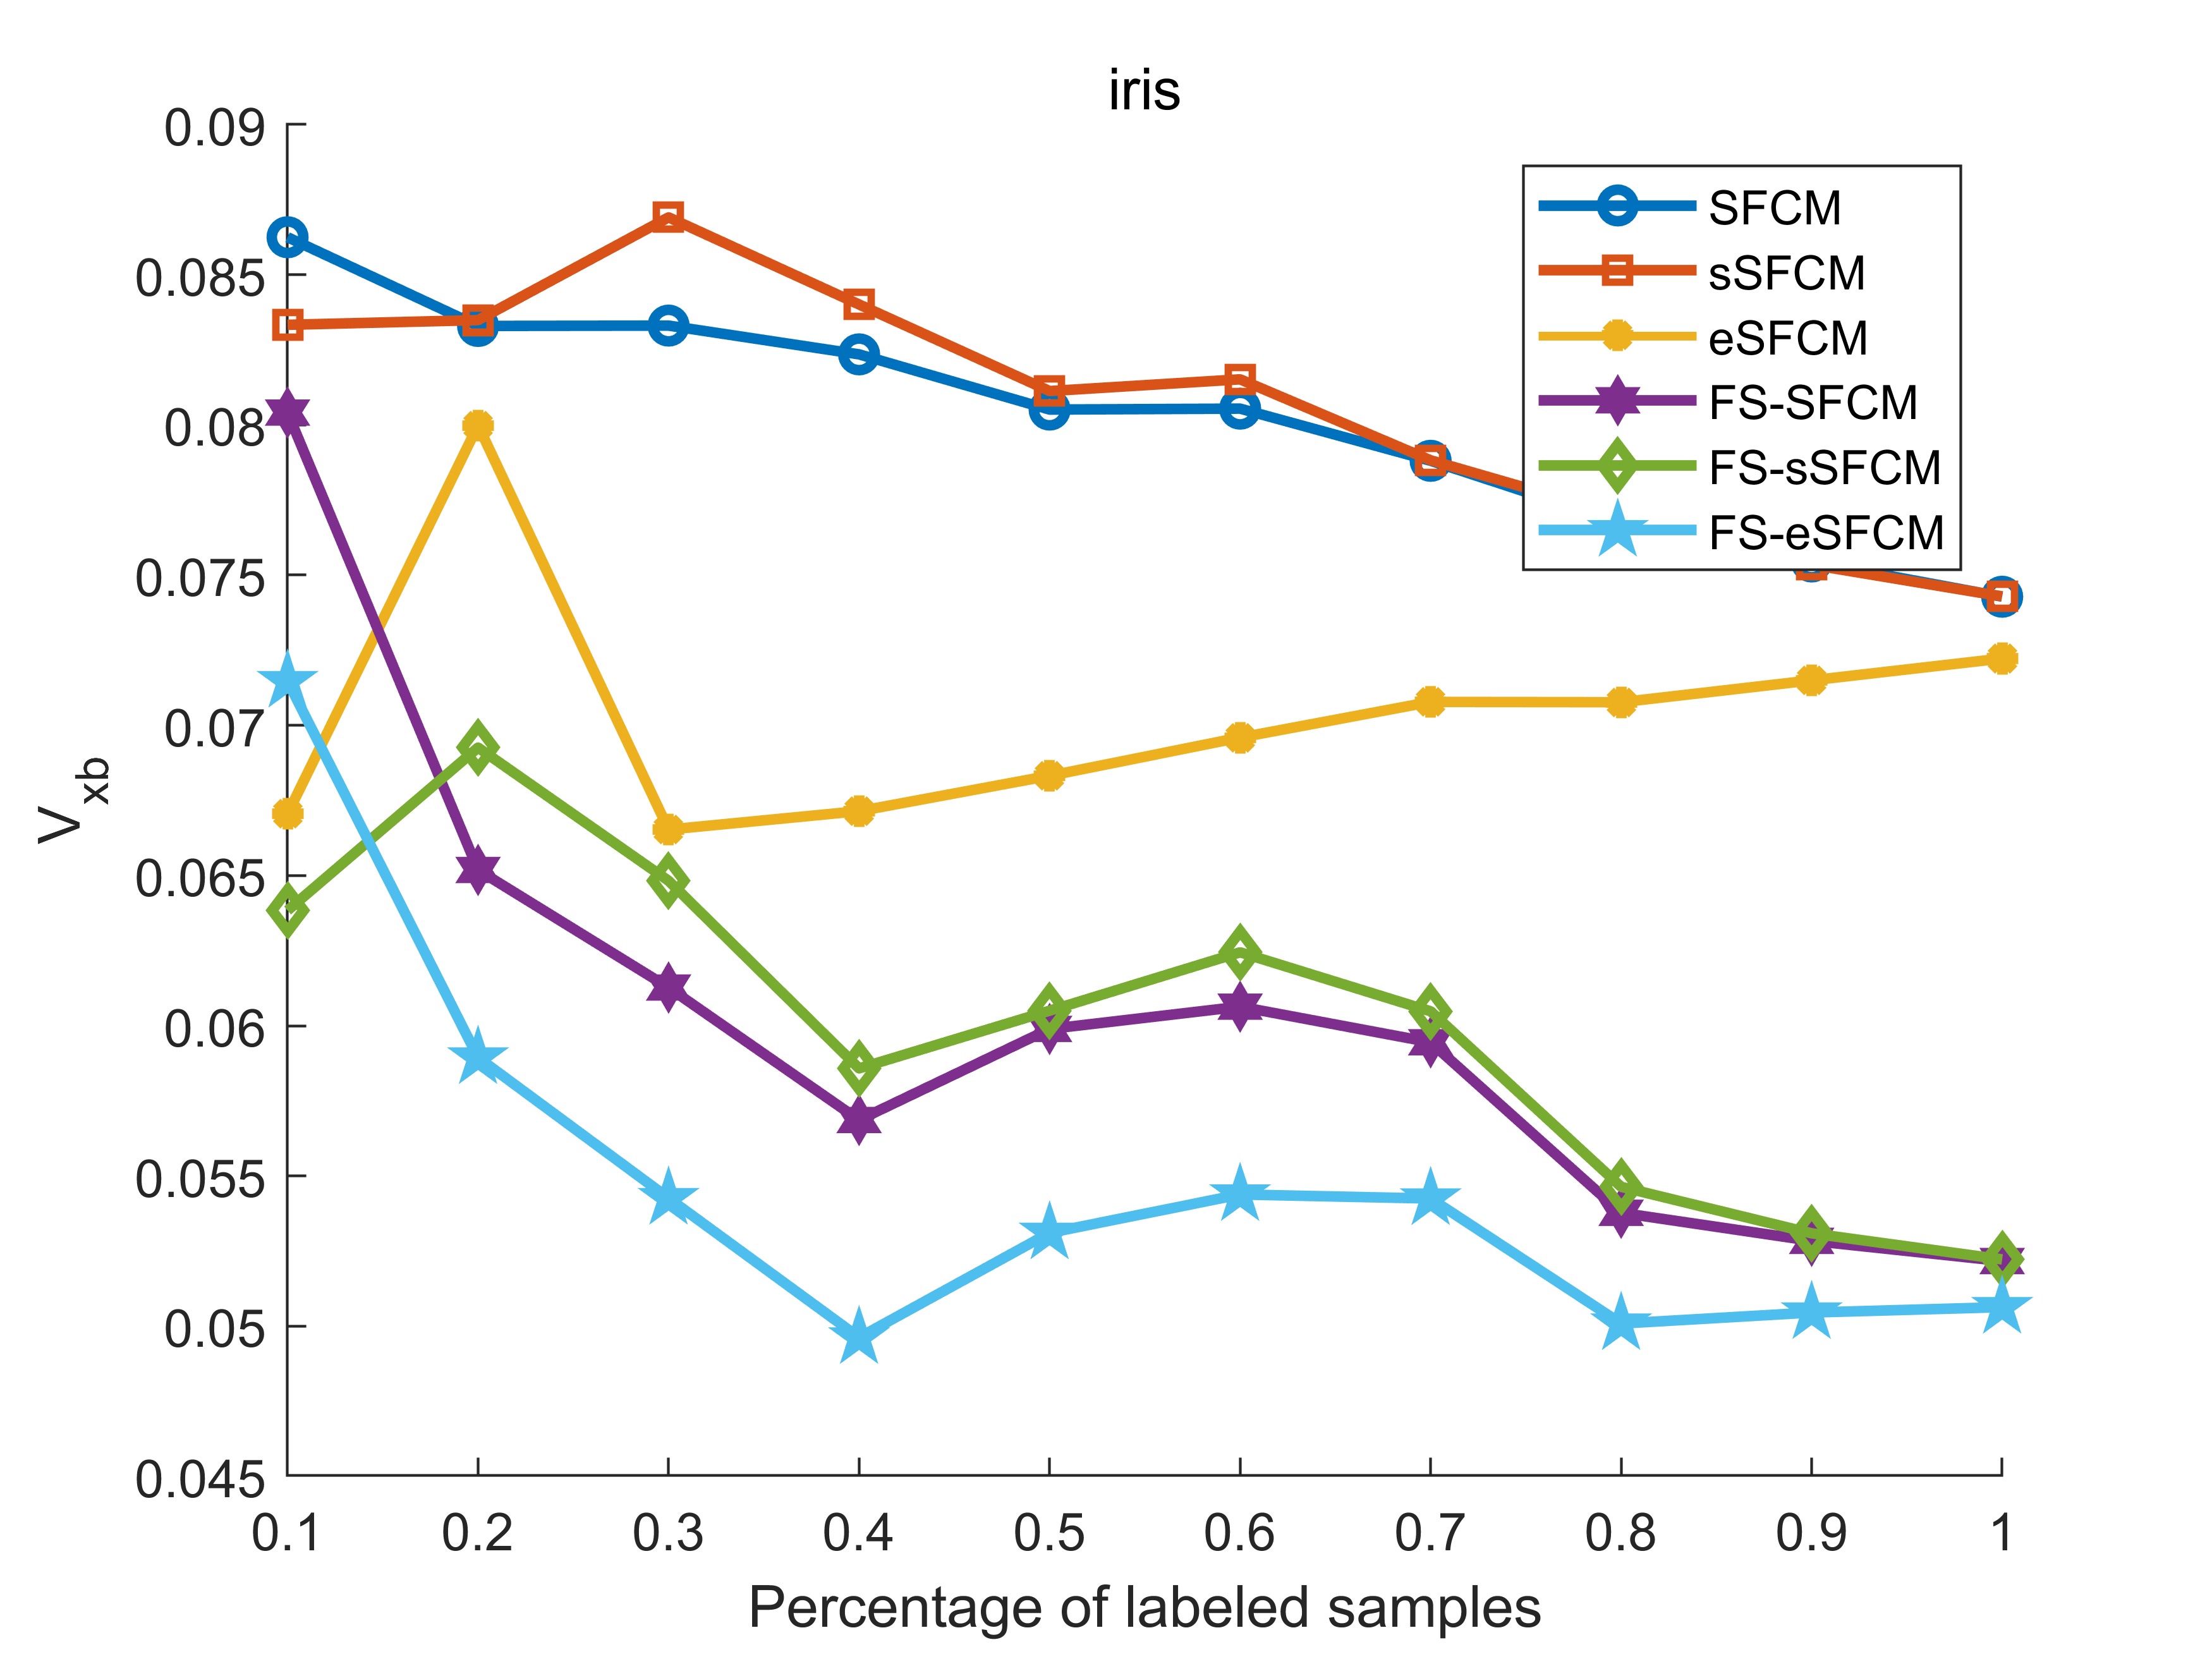 iris
0.09
0.085
0.08
0.075
0.07
0.065
0.06
0.055
0.05
0.045
V xb
SFCM
sSFCM
eSFCM
FS-SFCM
FS-sSFCM
FS-eSFCM
0.1 0.2 0.3 0.4 0.5 0.6 0.7 0.8 0.9 1
Percentage of labeled samples